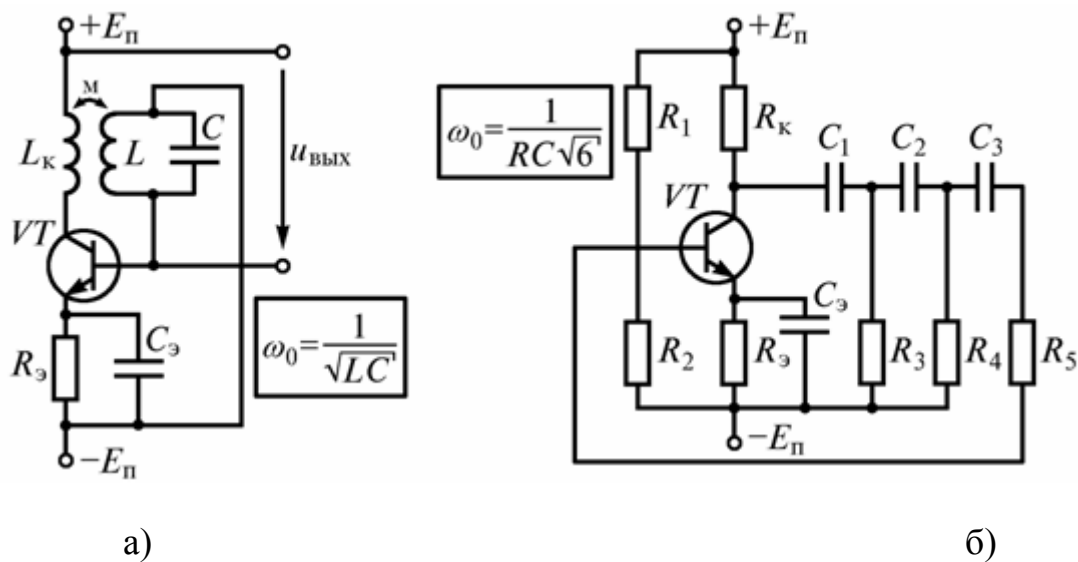 +Eп
м
Lк
L
C
uвых
VT
ω0=1/√LC
Rэ
Cэ
−Eп
а)
+Eп
ω0=1/RC√6
R1
Rк
C1
C2
C3
VT
Cэ
R2
Rэ
R3
R4
R5
−Eп
б)